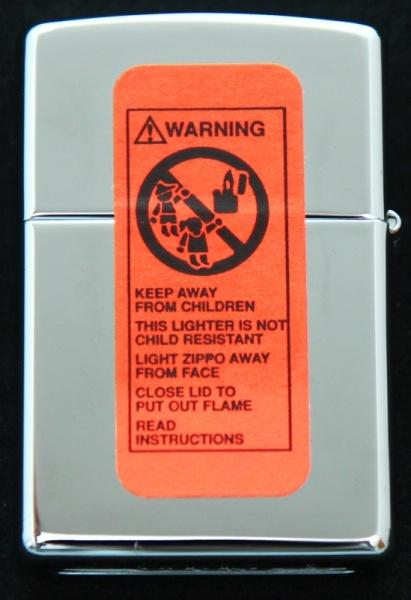 WARNING
KEEP AWAY
FROM CHILDREN
THIS LIGHTER IS NOT
CHILD RESISTANT
LIGHT ZIPPO AWAY
FROM FACE
CLOSE LID TO
PUT OUT FLAME
READ
INSTRUCTIONS